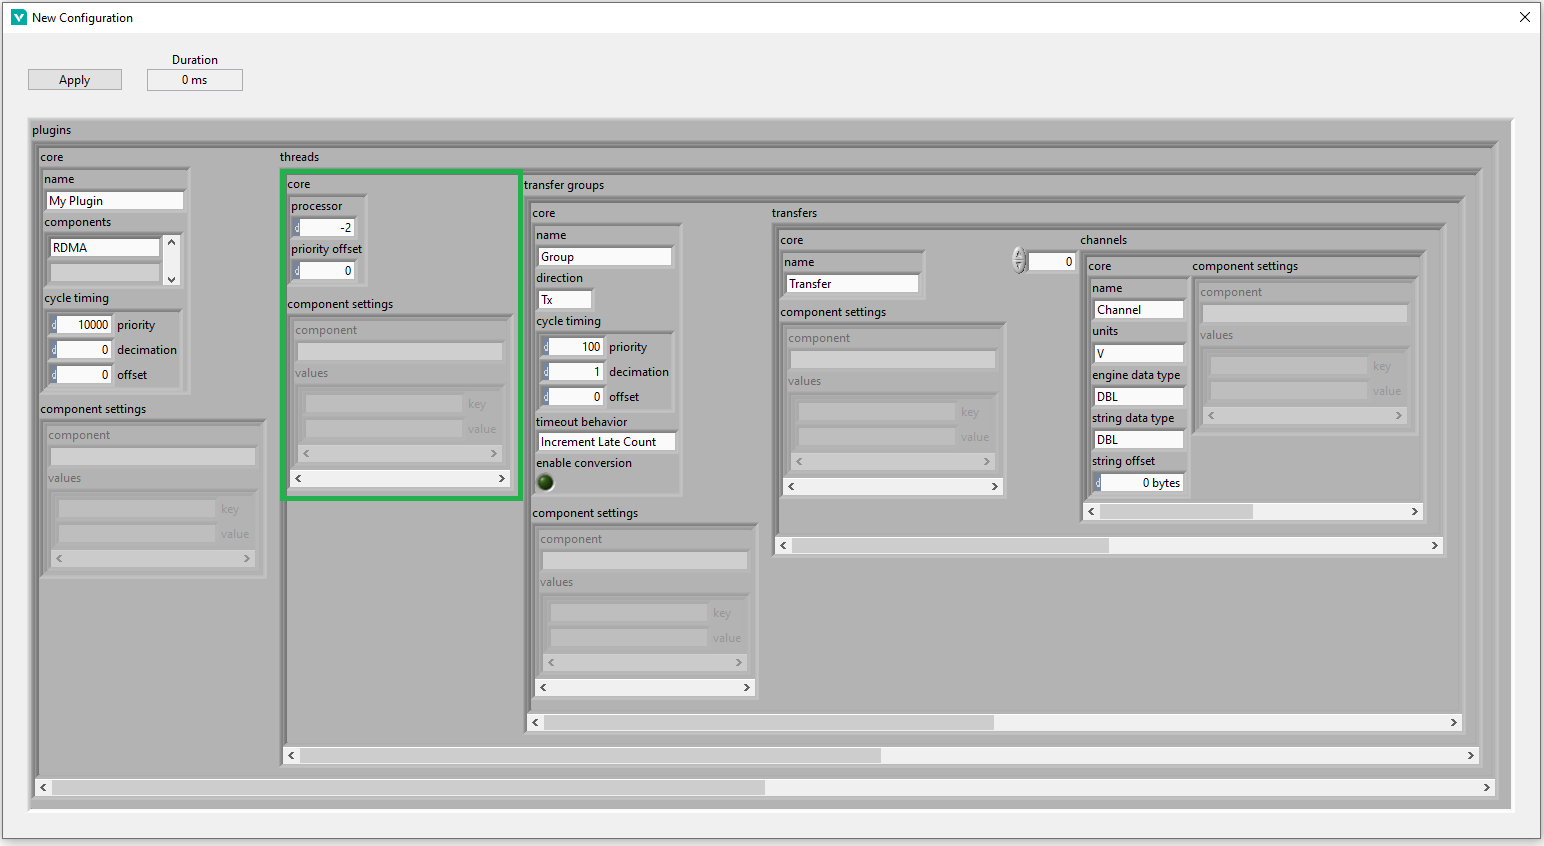 New Configuration
Apply
Duration
0 ms
plugins
core
name
My Plugin
components
RDMA
cycle timing
d 10000 priority
d 0 decimation
d 0 offset
component settings
component
values
key
value
threads
core
processor
d -2
priority offset
d 0
component settings
component
values
key
value
transfer groups
core
name
Group
direction
Tx
cycle timing
d 100 priority
d 1 decimation
d 0 offset
timeout behavior
Increment Late Count
enable conversion
component settings
component
values
key
value
transfers
core
name
Transfer
component settings
component
values
key
value
0
channels
core
name
Channel
units
V
engine data type
DBL
string data type
DBL
string offset
d 0 bytes
component settings
component
values
key
value